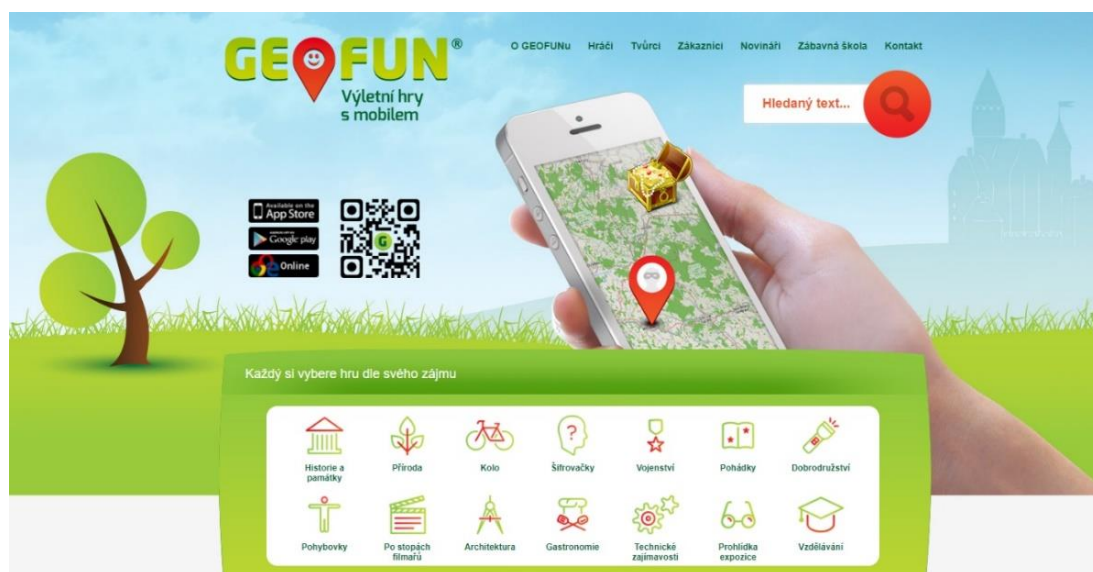 GEOFUN®
Výletní hry
s mobilem
O GEOFUNu Hráči Tvůrci Zákazníci Novináři Zábavná škola Kontakt
Hledaný text...
Available on the
App Store
Google play
Online
G
Každý si vybere hru dle svého zájmu
Historie a
památky
Příroda
Kolo
Šifrovačky
Vojenství
Pohádky
Dobrodružství
Pohybovky
Po stopách
filmařů
Architektura
Gastronomie
Technické
zajímavosti
Prohlídka
expozice
Vzdělávání